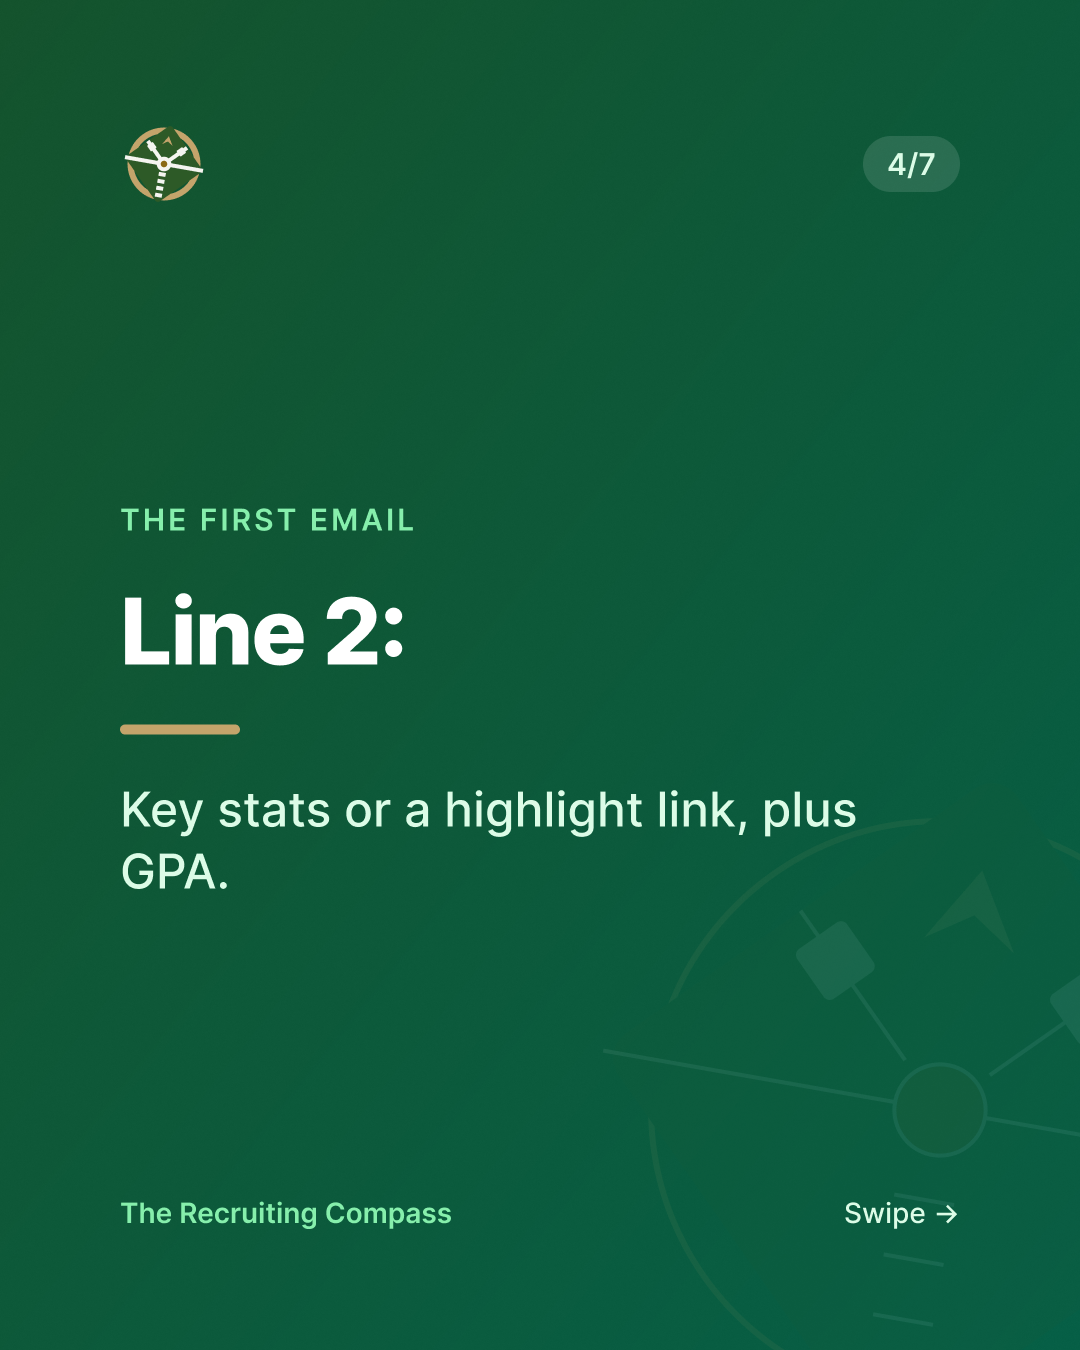 4/7
THE FIRST EMAIL
Line 2:
Key stats or a highlight link, plus
GPA.
The Recruiting Compass
Swipe →